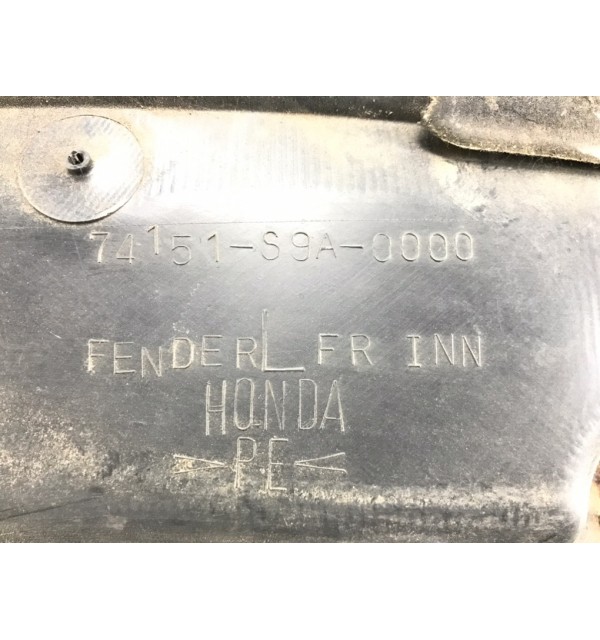 74151-S9A-0000
FENDER L FR INN
HONDA
>PE<